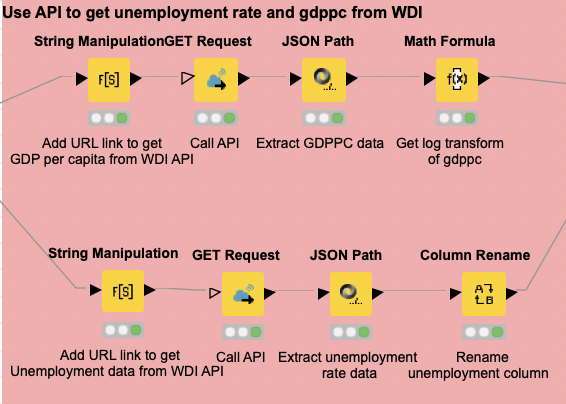 Use API to get unemployment rate and gdppc from WDI
String Manipulation GET Request JSON Path Math Formula
F[S] ../.. f(x)
Add URL link to get Call API Extract GDPPC data Get log transform
GDP per capita from WDI API of gdppc
String Manipulation GET Request JSON Path Column Rename
F[S] ../.. A B
Add URL link to get Call API Extract unemployment Rename
Unemployment data from WDI API rate data unemployment column